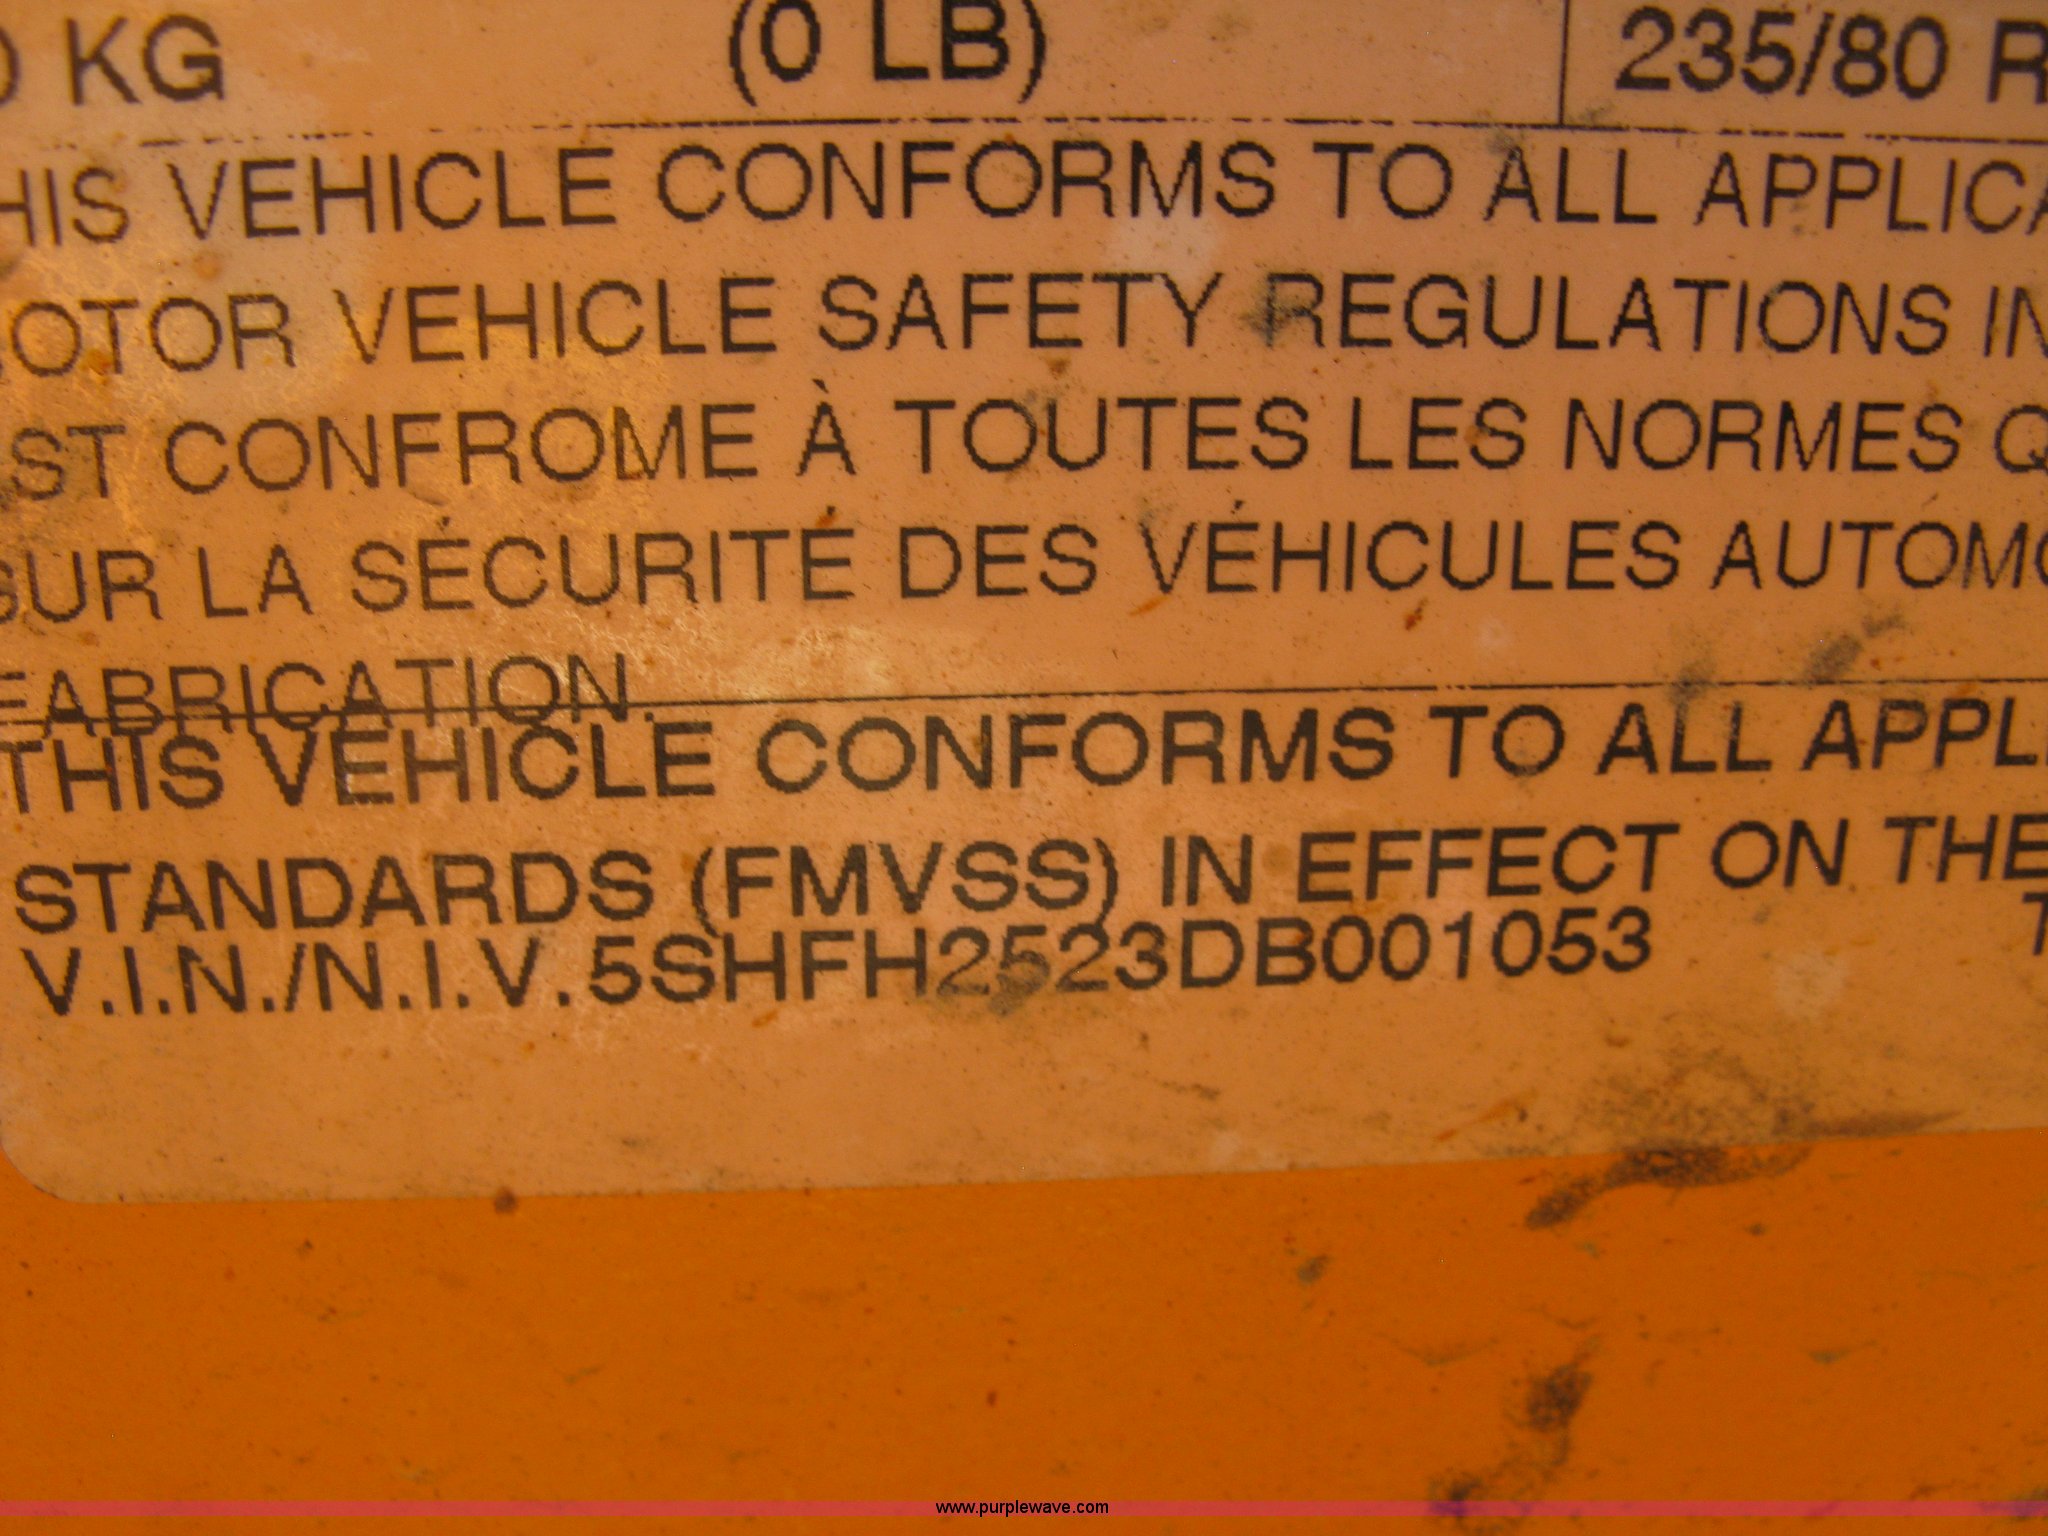 0 KG (0 LB) 235/80 R
HIS VEHICLE CONFORMS TO ALL APPLICA
OTOR VEHICLE SAFETY REGULATIONS IN
ST CONFROME À TOUTES LES NORMES Q
SUR LA SÉCURITÉ DES VÉHICULES AUTOMO
FABRICATION.
THIS VEHICLE CONFORMS TO ALL APPLI
STANDARDS (FMVSS) IN EFFECT ON THE
V.I.N./N.I.V.5SHFH2523DB001053 T
www.purplewave.com